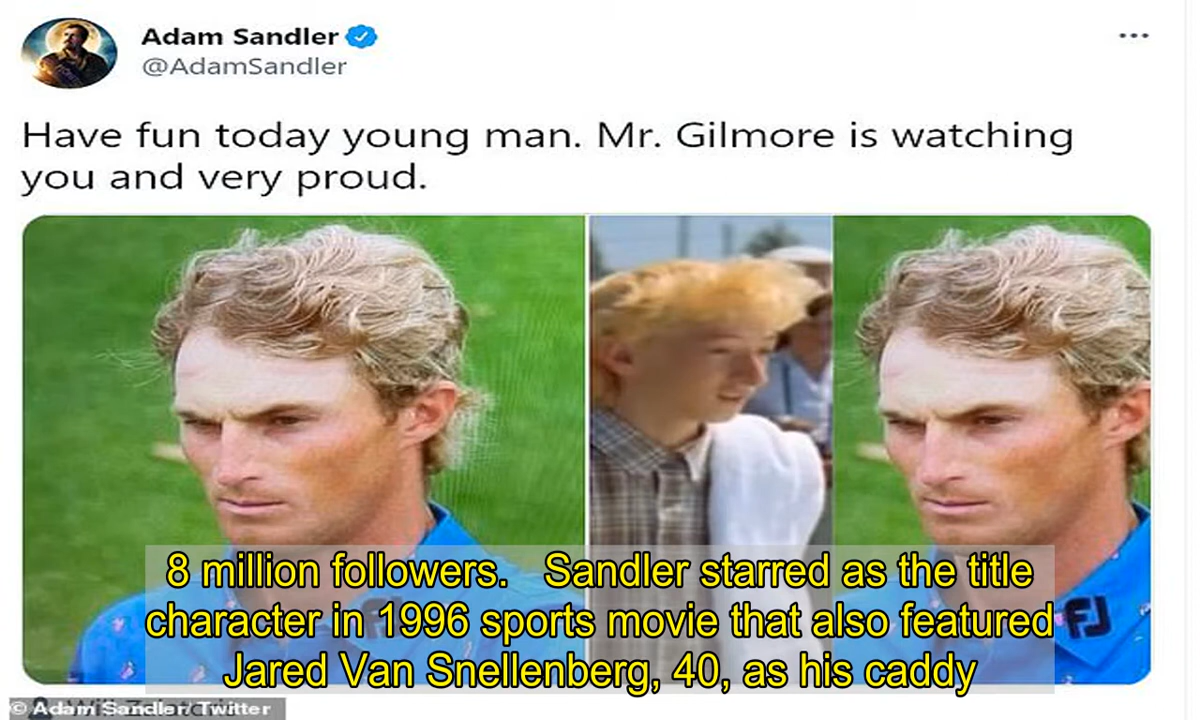 Adam Sandler
@AdamSandler
Have fun today young man. Mr. Gilmore is watching
you and very proud.
FJ
8 million followers. Sandler starred as the title
character in 1996 sports movie that also featured
Jared Van Snellenberg, 40, as his caddy
© Adam Sandler/ Twitter